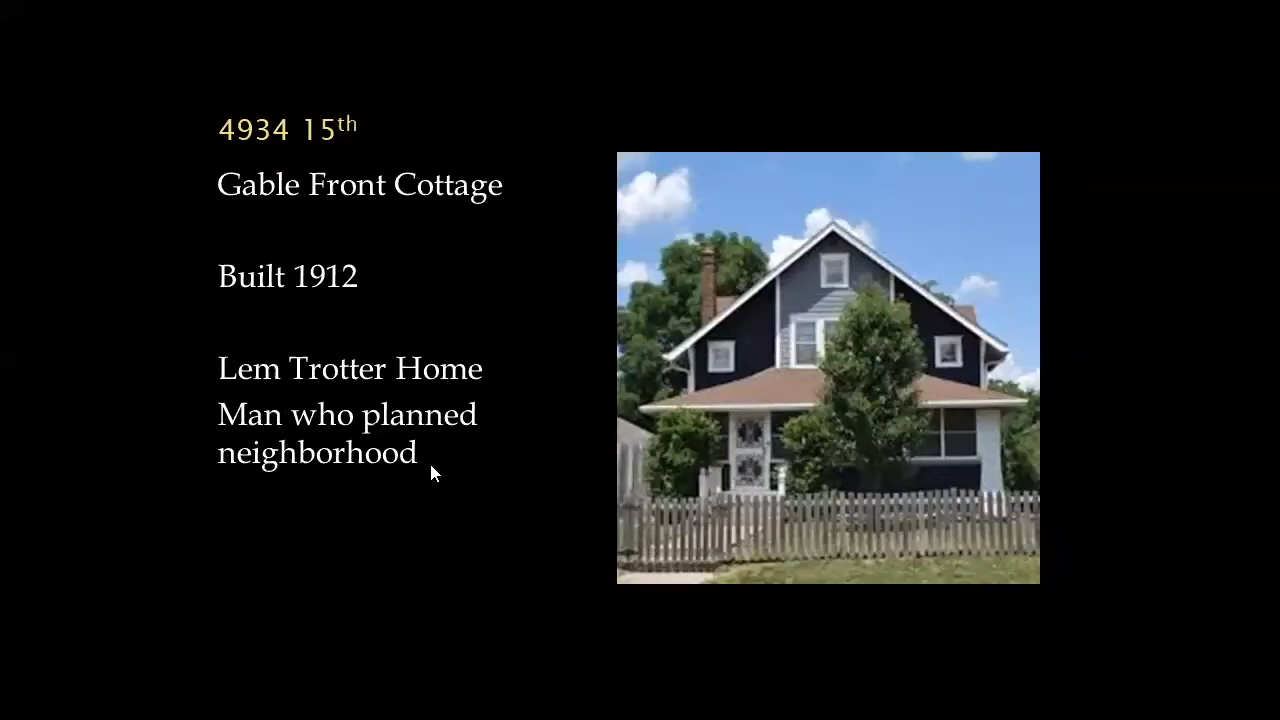 4934 15th
Gable Front Cottage
Built 1912
Lem Trotter Home
Man who planned
neighborhood